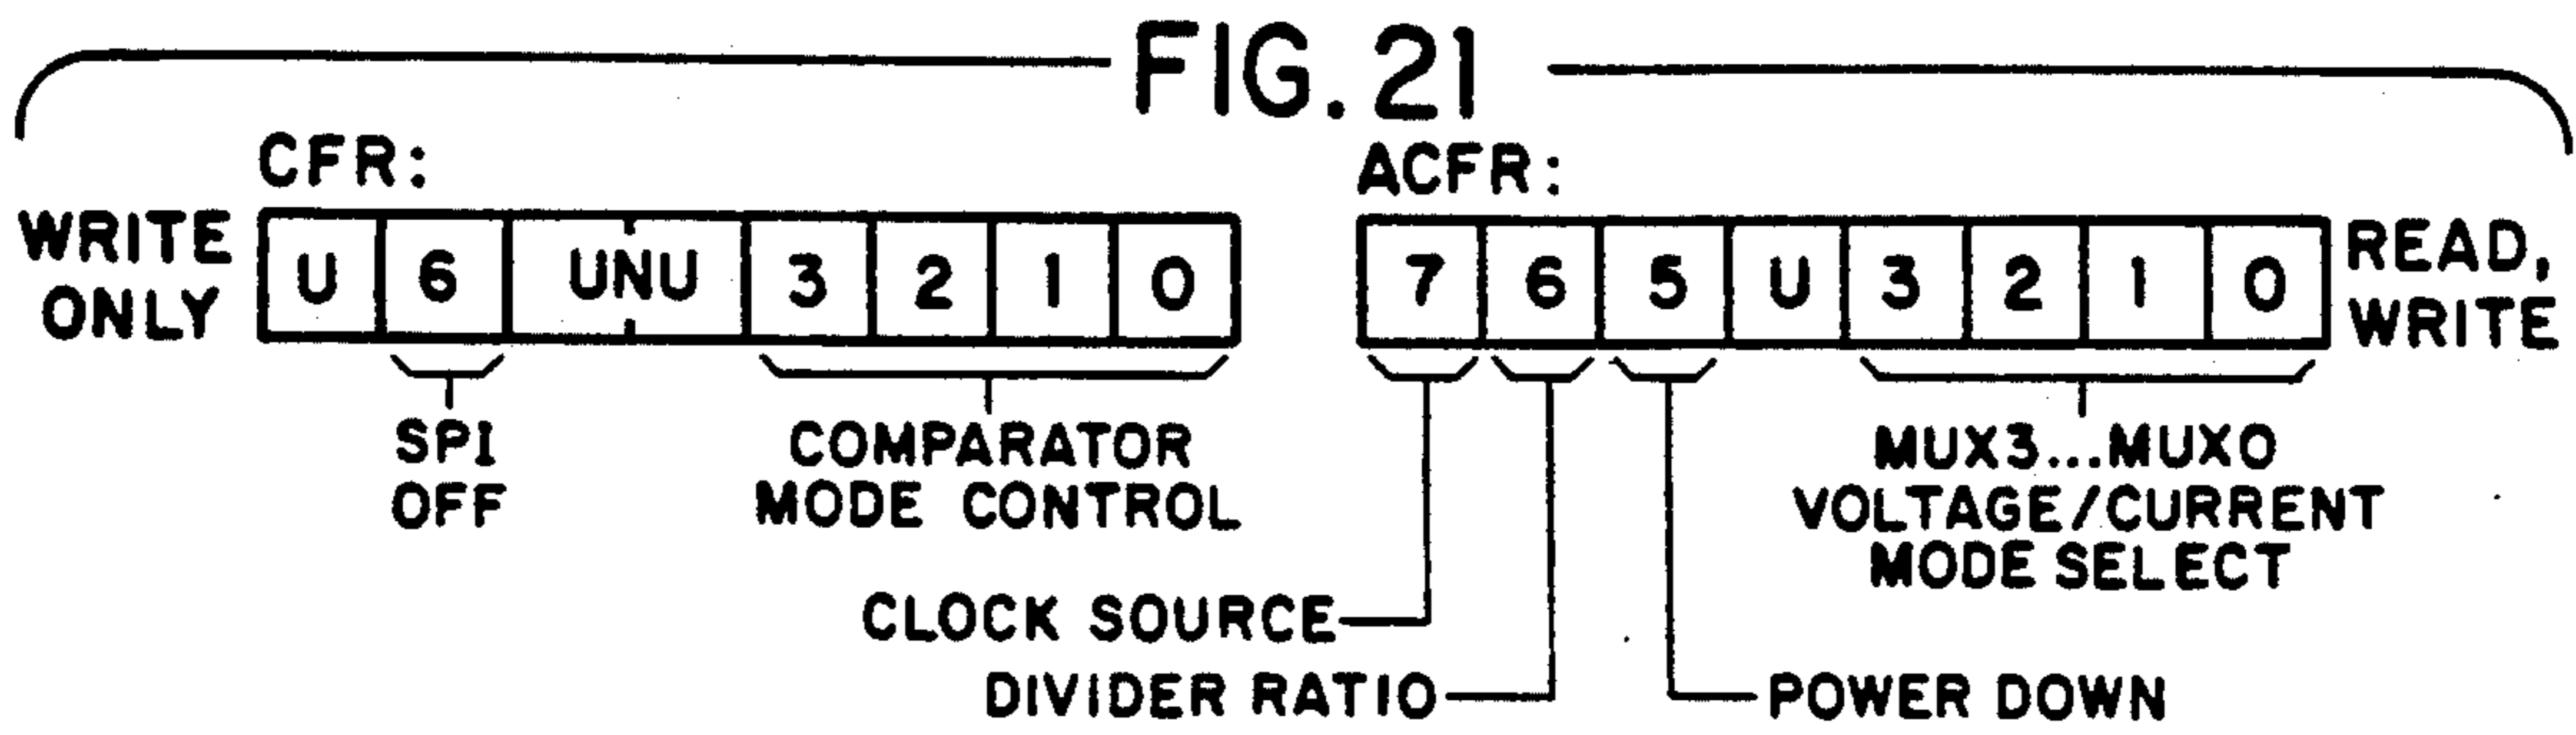 FIG. 21
CFR:
WRITE ONLY
U 6 UNU 3 2 1 0
SPI OFF
COMPARATOR MODE CONTROL
ACFR:
7 6 5 U 3 2 1 0
READ, WRITE
CLOCK SOURCE
DIVIDER RATIO
POWER DOWN
MUX3...MUX0
VOLTAGE/CURRENT
MODE SELECT